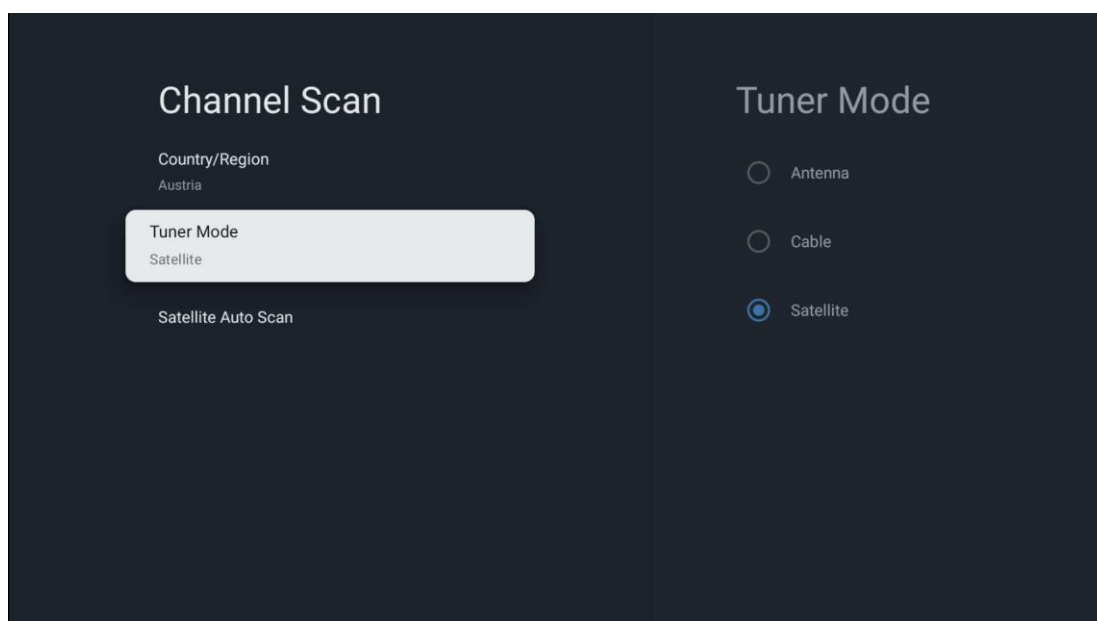 Channel Scan
Country/Region
Austria
Tuner Mode
Satellite
Satellite Auto Scan
Tuner Mode
Antenna
Cable
Satellite